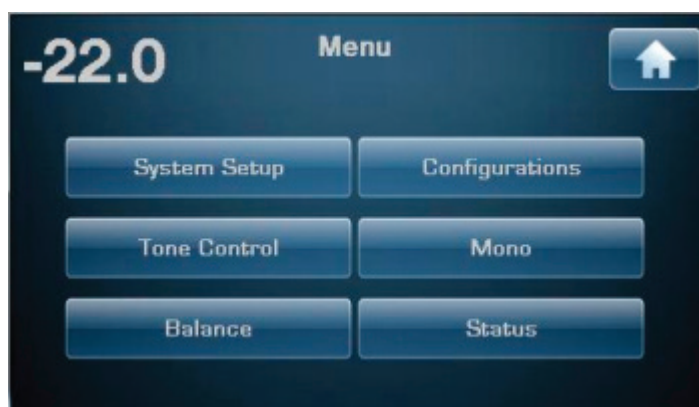 -22.0 Menu
System Setup Configurations
Tone Control Mono
Balance Status